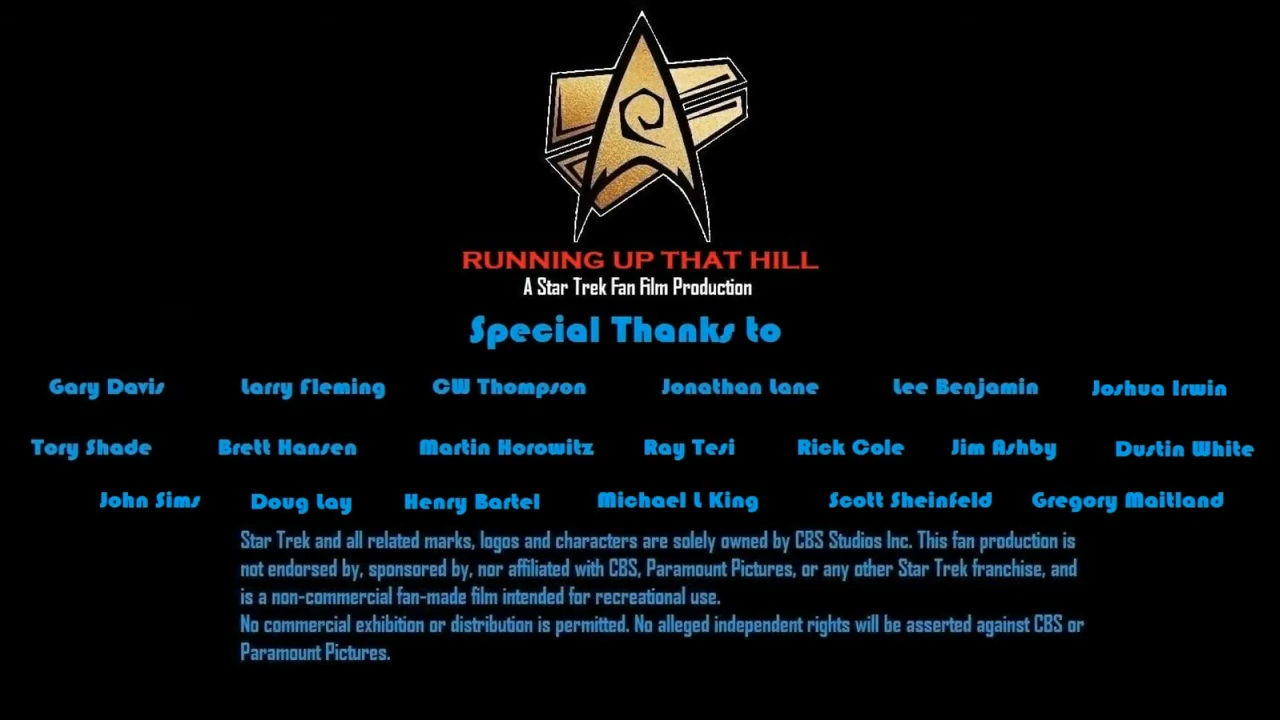 RUNNING UP THAT HILL
A Star Trek Fan Film Production
Special Thanks to
Gary Davis Larry Fleming CW Thompson Jonathan Lane Lee Benjamin Joshua Irwin
Tory Shade Brett Hansen Martin Horowitz Ray Tesi Rick Cole Jim Ashby Dustin White
John Sims Doug Lay Henry Bartel Michael L King Scott Sheinfeld Gregory Maitland
Star Trek and all related marks, logos and characters are solely owned by CBS Studios Inc. This fan production is
not endorsed by, sponsored by, nor affiliated with CBS, Paramount Pictures, or any other Star Trek franchise, and
is a non-commercial fan-made film intended for recreational use.
No commercial exhibition or distribution is permitted. No alleged independent rights will be asserted against CBS or
Paramount Pictures.